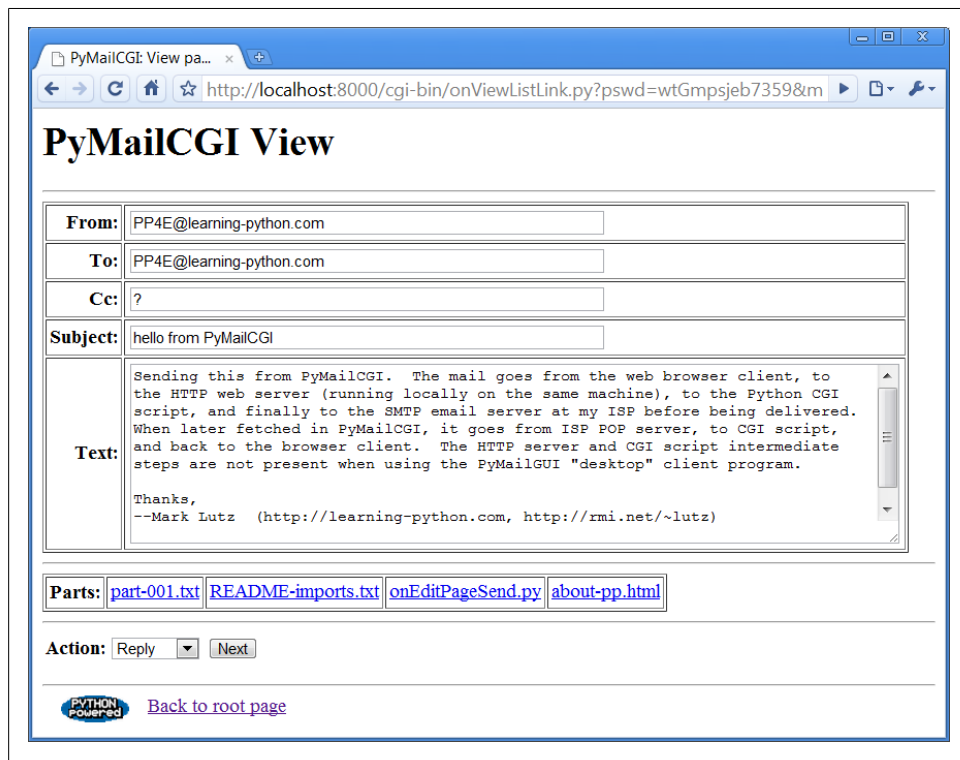 PyMailCGI: View pa...
http://localhost:8000/cgi-bin/onViewListLink.py?pswd=wtGmpsjeb7359&m
PyMailCGI View
From: PP4E@learning-python.com
To: PP4E@learning-python.com
Cc: ?
Subject: hello from PyMailCGI
Text:
Sending this from PyMailCGI.  The mail goes from the web browser client, to
the HTTP web server (running locally on the same machine), to the Python CGI
script, and finally to the SMTP email server at my ISP before being delivered.
When later fetched in PyMailCGI, it goes from ISP POP server, to CGI script,
and back to the browser client.  The HTTP server and CGI script intermediate
steps are not present when using the PyMailGUI "desktop" client program.
Thanks,
--Mark Lutz  (http://learning-python.com, http://rmi.net/~lutz)
Parts: part-001.txt README-imports.txt onEditPageSend.py about-pp.html
Action: Reply Next
PYTHON
Powered
Back to root page